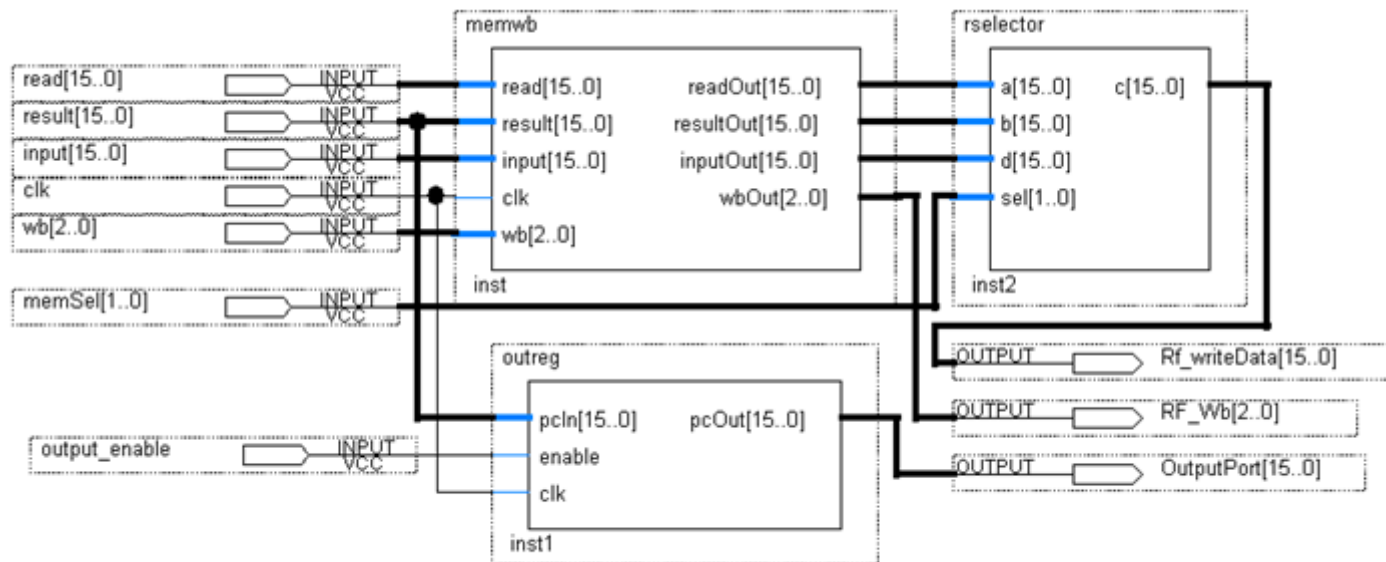 memwb
rselector
read[15..0] INPUT VCC
result[15..0] INPUT VCC
input[15..0] INPUT VCC
clk INPUT VCC
wb[2..0] INPUT VCC
memSel[1..0] INPUT VCC
read[15..0] readOut[15..0]
result[15..0] resultOut[15..0]
input[15..0] inputOut[15..0]
clk wbOut[2..0]
wb[2..0]
inst
a[15..0] c[15..0]
b[15..0]
d[15..0]
sel[1..0]
inst2
outreg
pcIn[15..0] pcOut[15..0]
enable
clk
inst1
output_enable INPUT VCC
OUTPUT Rf_writeData[15..0]
OUTPUT RF_Wb[2..0]
OUTPUT OutputPort[15..0]